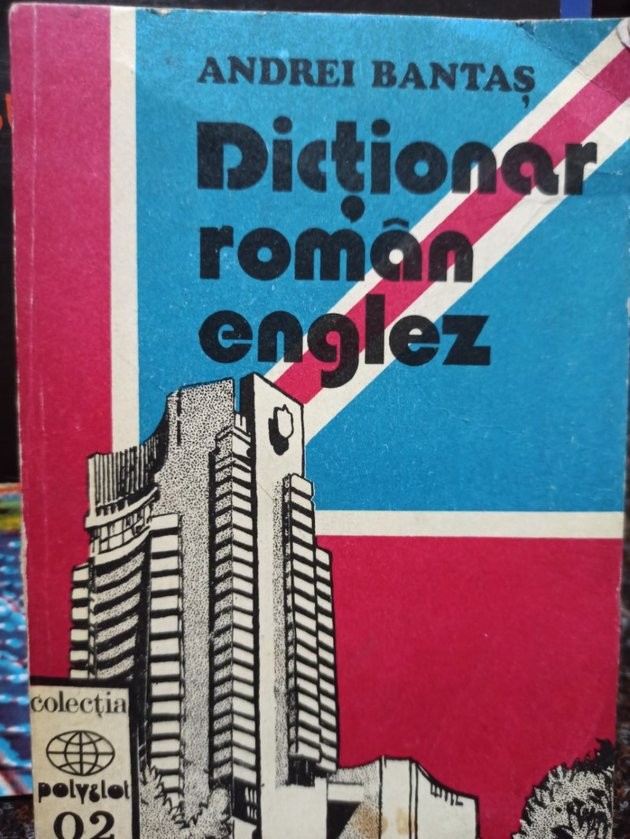 ANDREI BANTAȘ
Dicționar
român
englez
colecția
polyglot
02